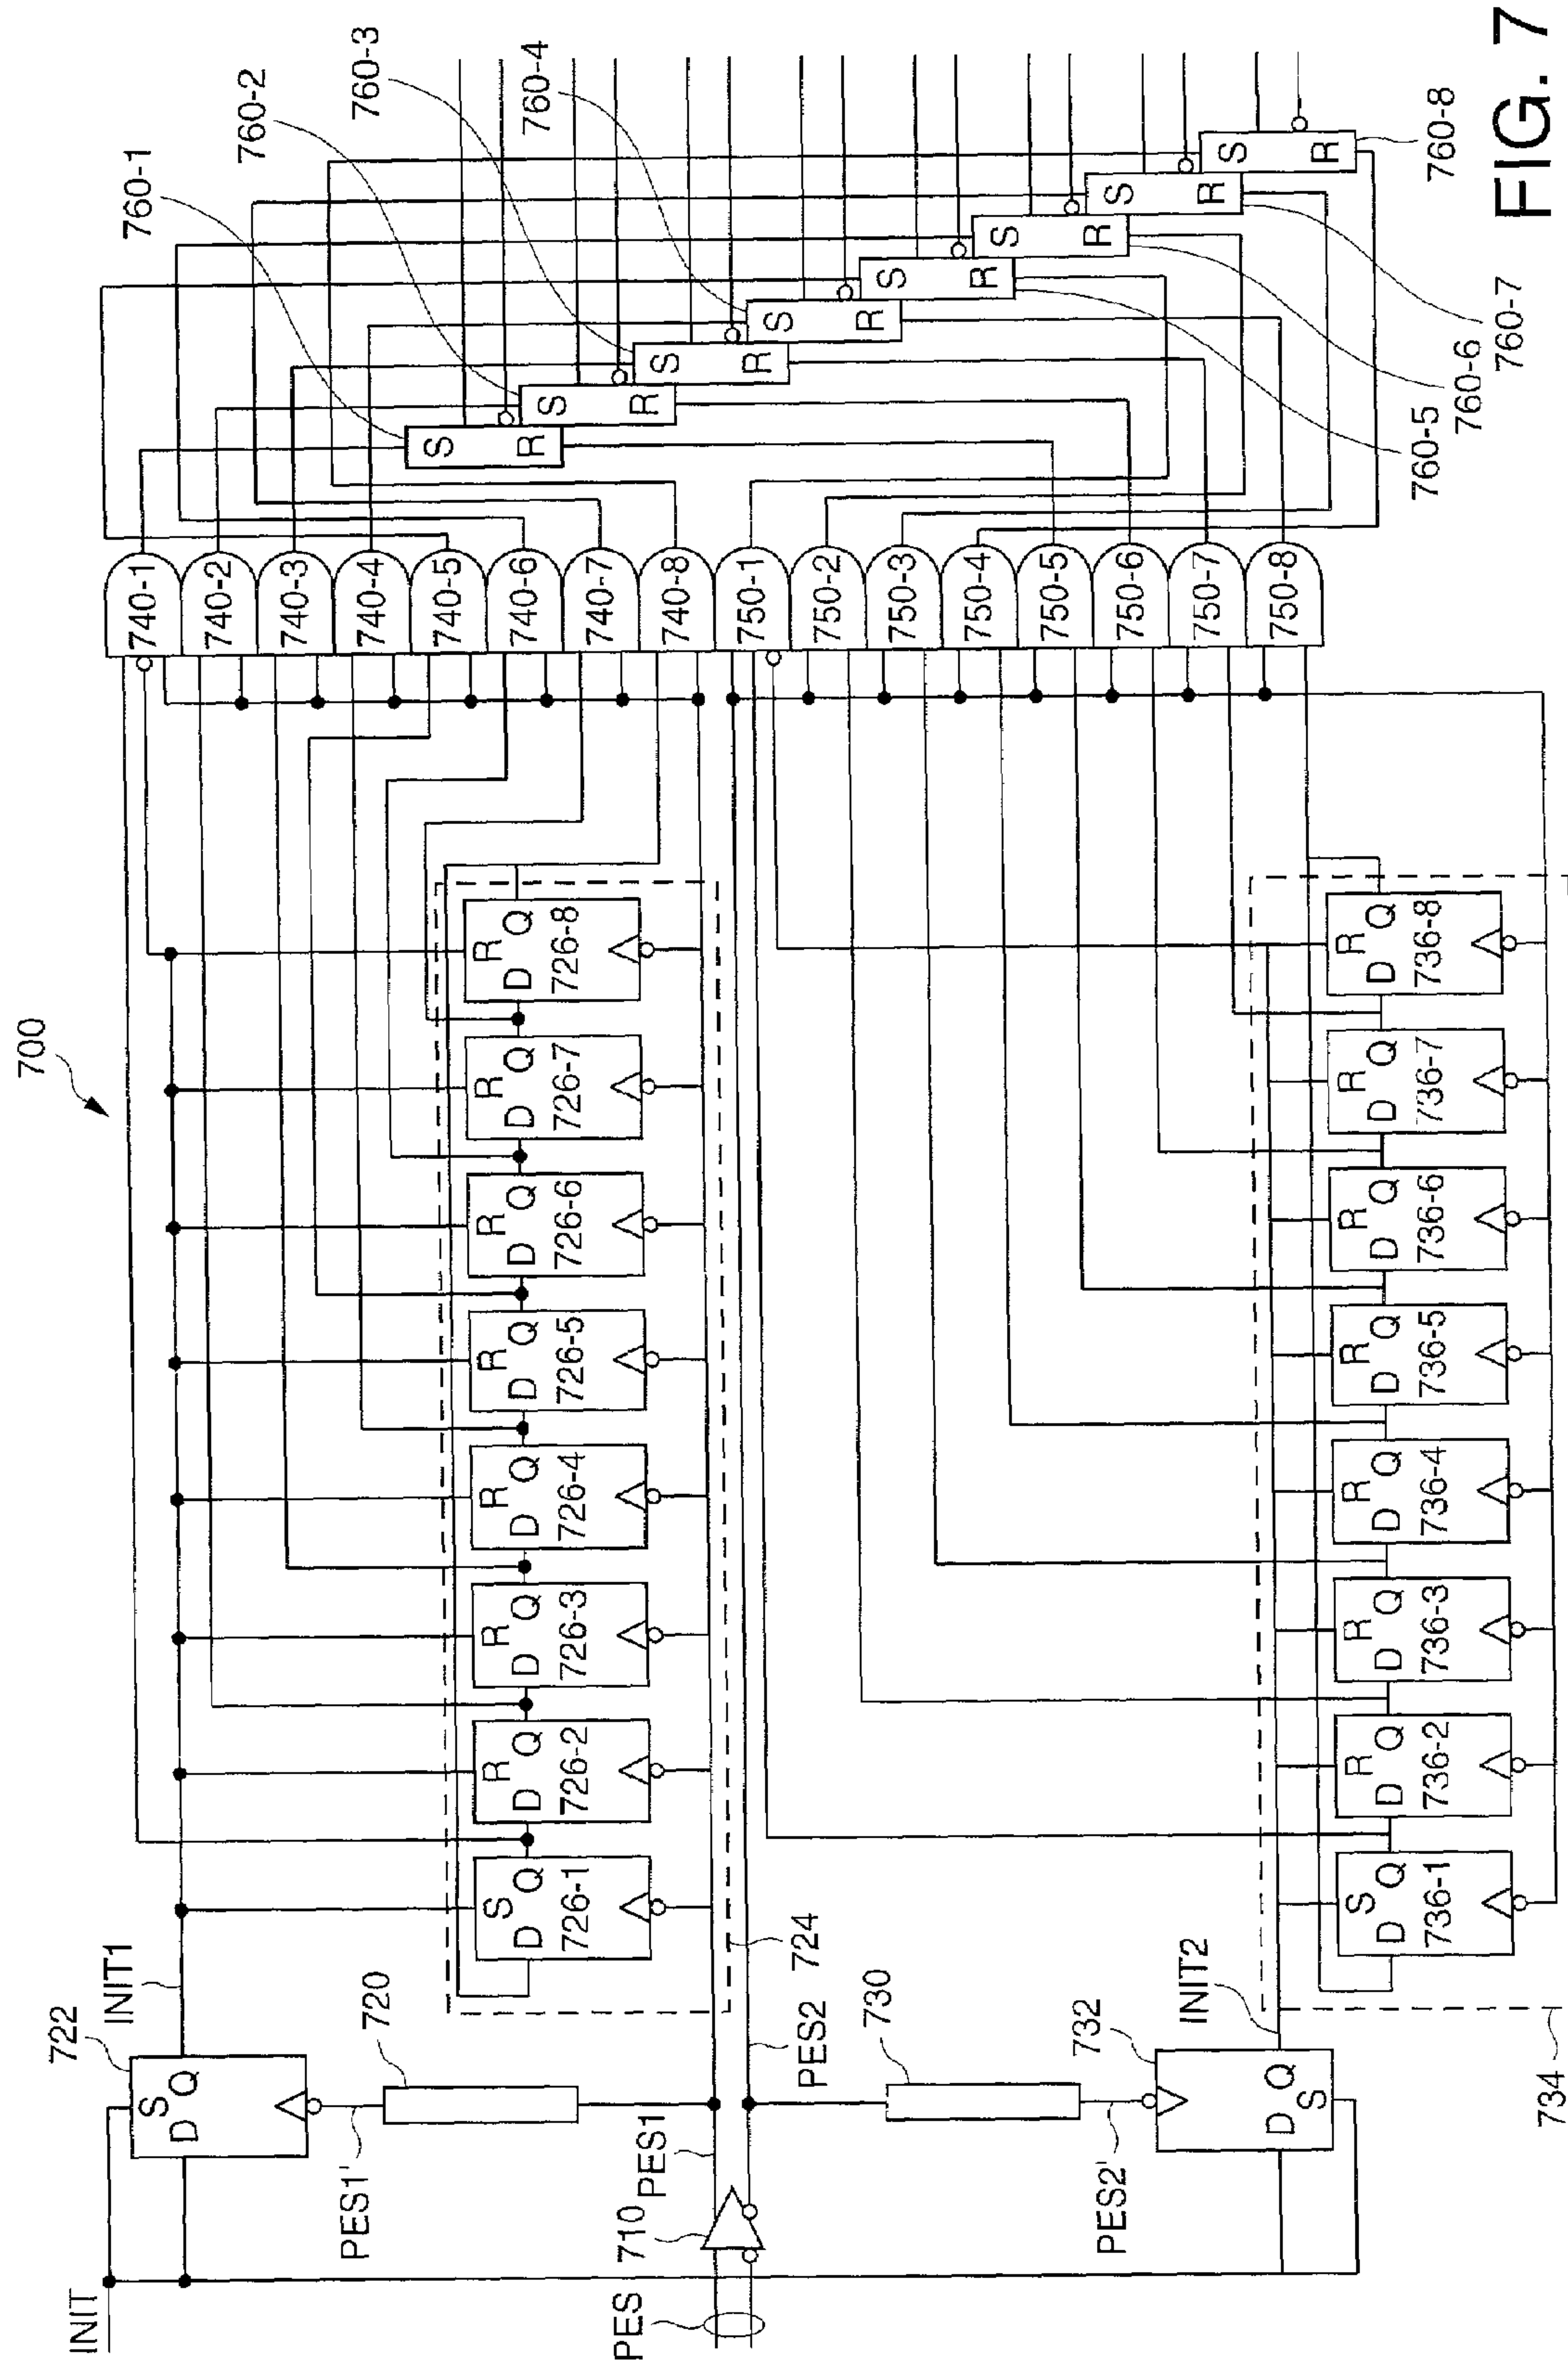 700
INIT
722
S
D Q
INIT1
PES1'
720
PES
710
PES1
724
PES2
730
PES2'
732
D Q
S
INIT2
734
S
D Q
726-1
R
D Q
726-2
R
D Q
726-3
R
D Q
726-4
R
D Q
726-5
R
D Q
726-6
R
D Q
726-7
R
D Q
726-8
S
D Q
736-1
R
D Q
736-2
R
D Q
736-3
R
D Q
736-4
R
D Q
736-5
R
D Q
736-6
R
D Q
736-7
R
D Q
736-8
740-1
740-2
740-3
740-4
740-5
740-6
740-7
740-8
750-1
750-2
750-3
750-4
750-5
750-6
750-7
750-8
760-1
760-2
760-3
760-4
S R
S R
S R
S R
S R
S R
S R
S R
760-5
760-6
760-7
760-8
FIG. 7